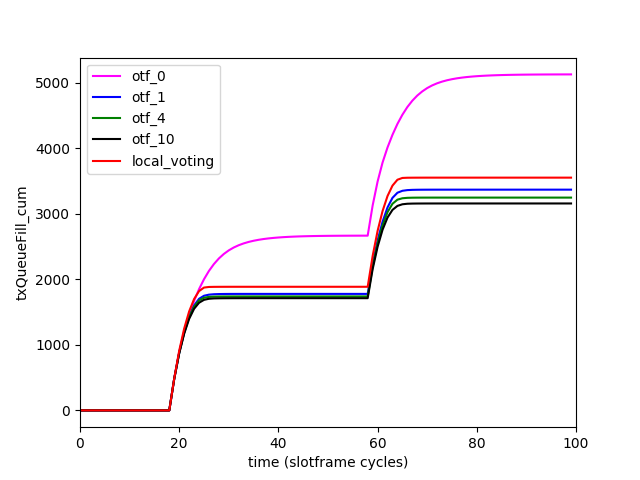 otf_0
otf_1
otf_4
otf_10
local_voting
5000
4000
3000
2000
1000
0
txQueueFill_cum
0 20 40 60 80 100
time (slotframe cycles)